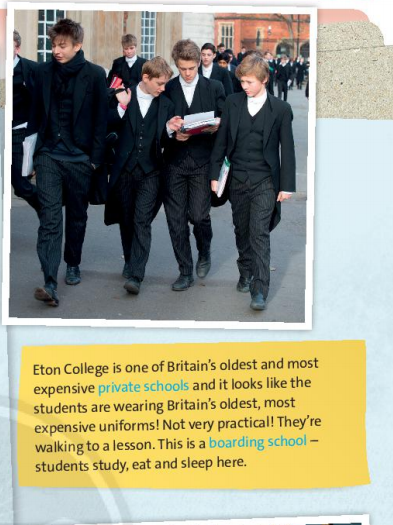 Eton College is one of Britain's oldest and most
expensive private schools and it looks like the
students are wearing Britain's oldest, most
expensive uniforms! Not very practical! They're
walking to a lesson. This is a boarding school –
students study, eat and sleep here.